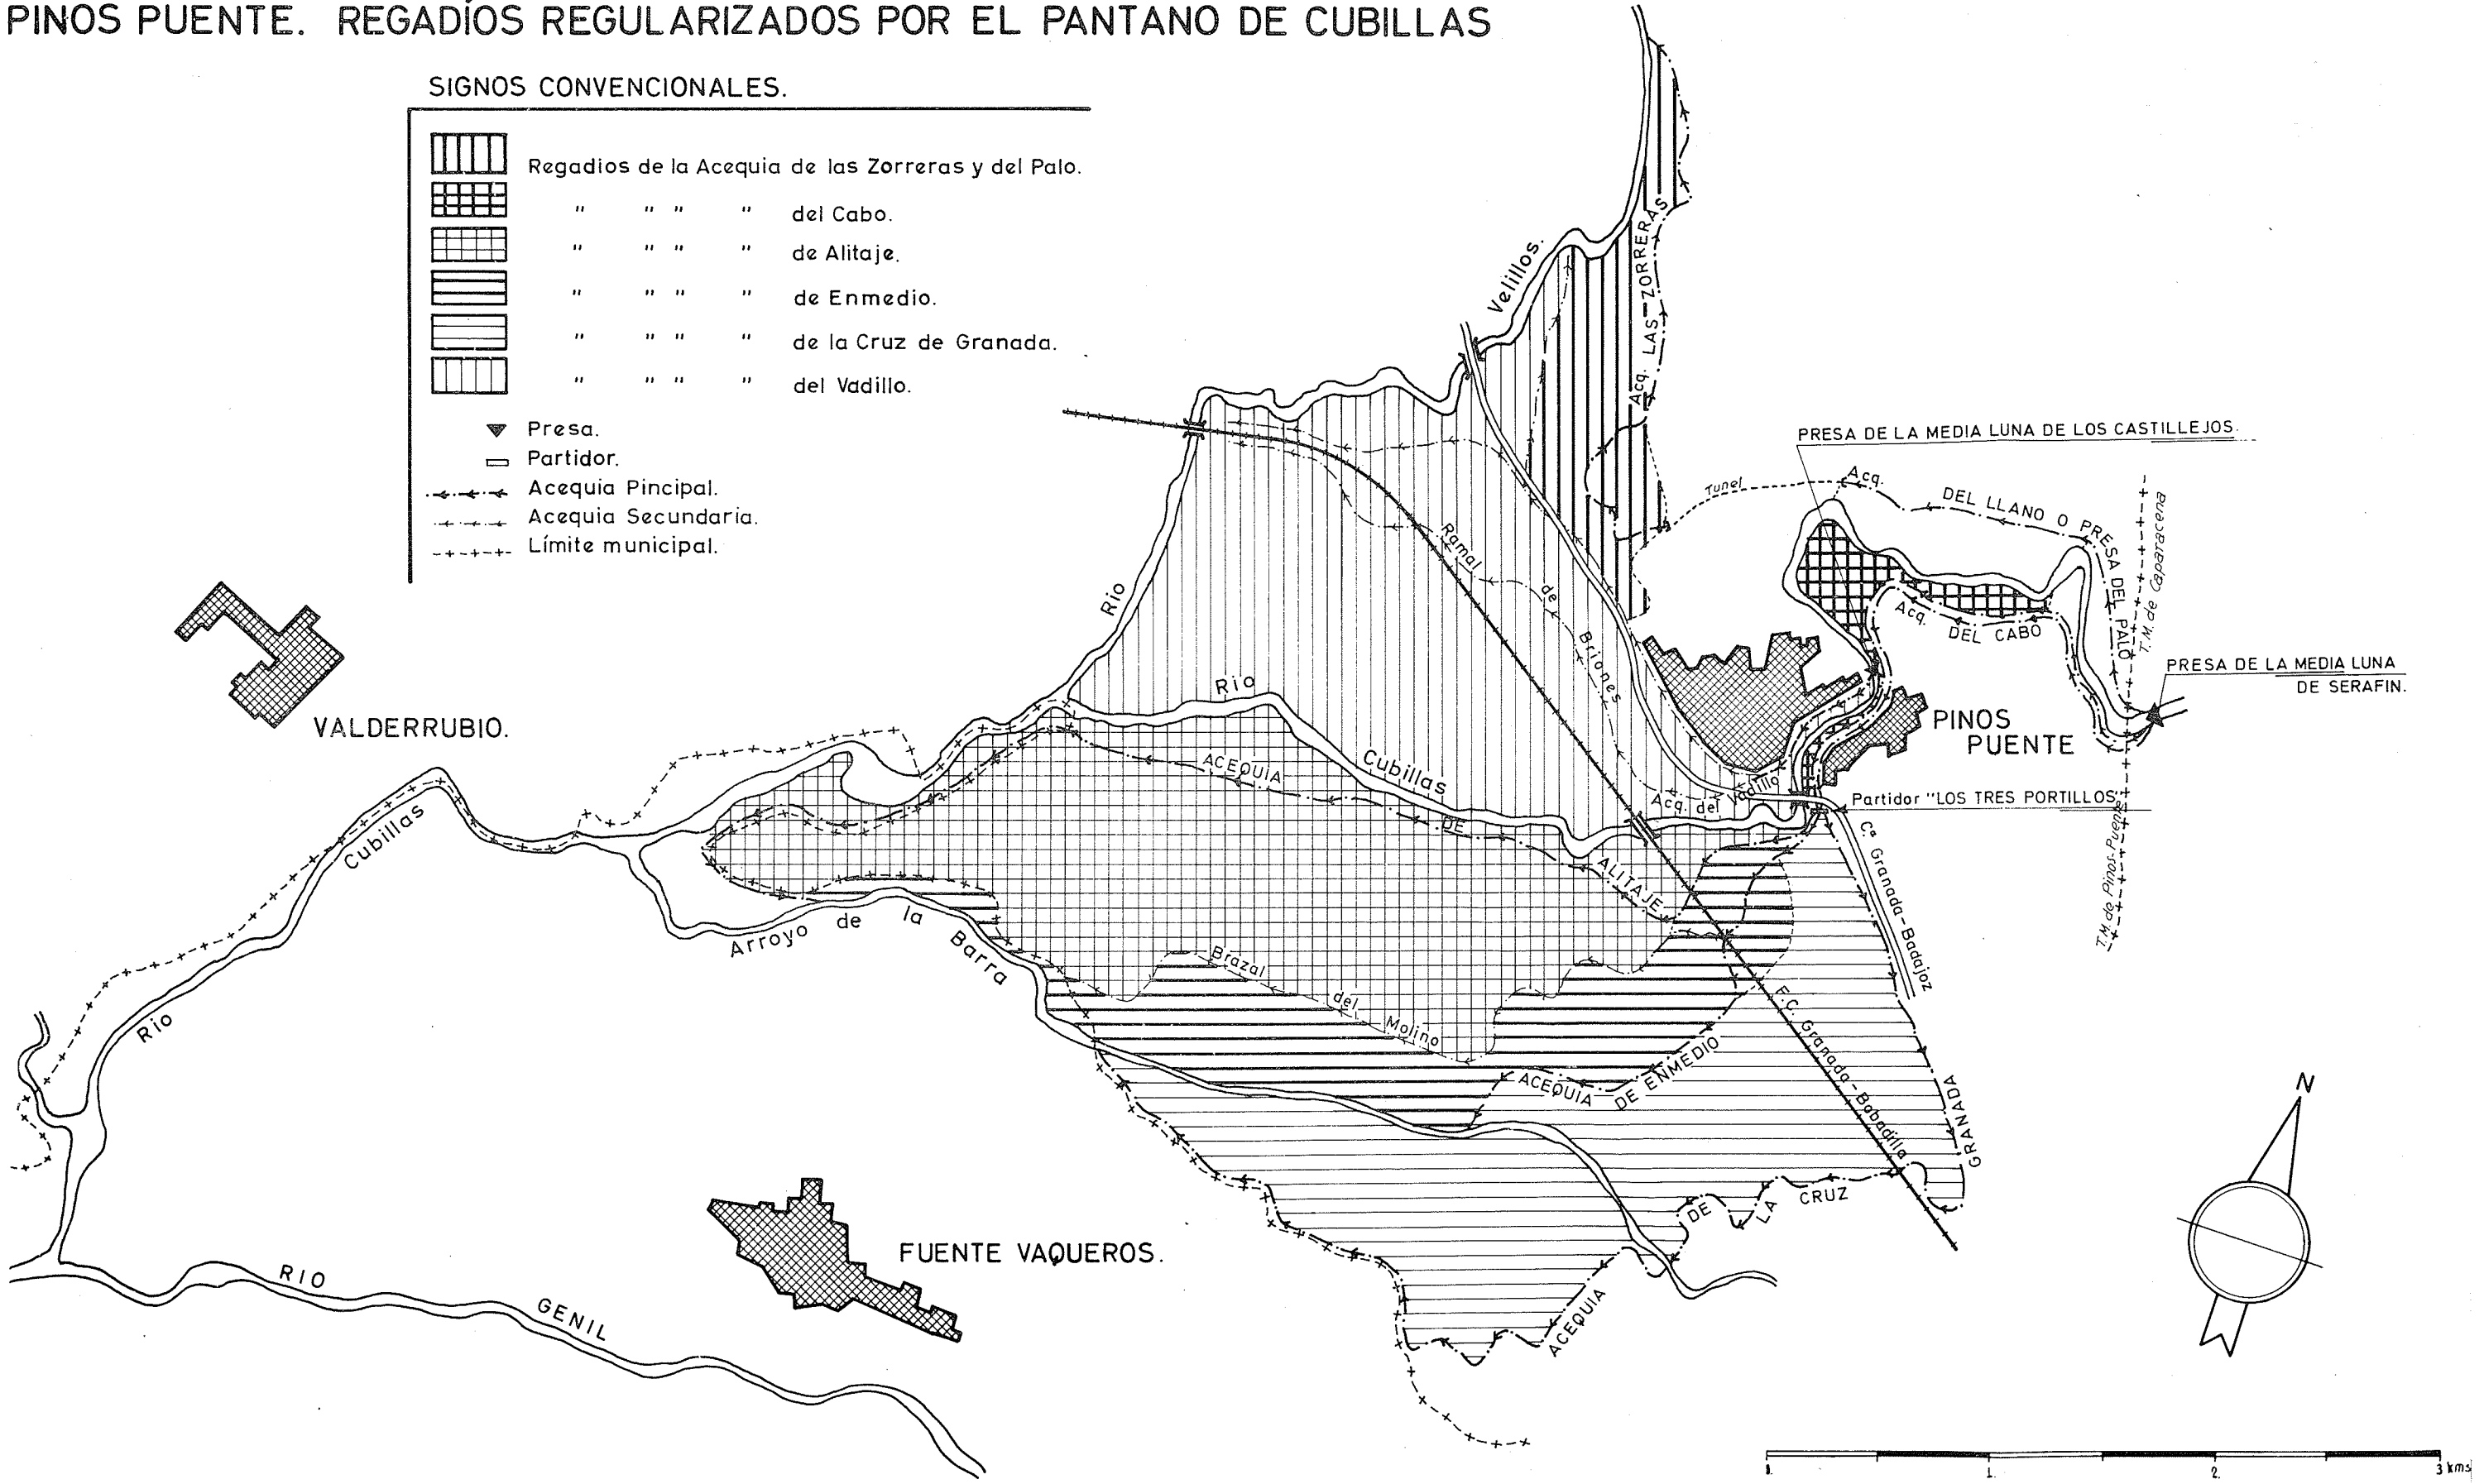 PINOS PUENTE. REGADÍOS REGULARIZADOS POR EL PANTANO DE CUBILLAS
SIGNOS CONVENCIONALES.
Regadios de la Acequia de las Zorreras y del Palo.
" " " " del Cabo.
" " " " de Alitaje.
" " " " de Enmedio.
" " " " de la Cruz de Granada.
" " " " del Vadillo.
Presa.
Partidor.
Acequia Pincipal.
Acequia Secundaria.
Límite municipal.
Velillos.
Rio
Acq. LAS ZORRERAS
PRESA DE LA MEDIA LUNA DE LOS CASTILLEJOS.
Tunel
Acq. DEL LLANO O PRESA DEL PALO
T.M. de Caparacena
Acq. DEL CABO
PRESA DE LA MEDIA LUNA
DE SERAFIN.
PINOS
PUENTE
Ramal de Briones
Acq. del Vadillo
Partidor "LOS TRES PORTILLOS"
T.M. de Pinos-Puente
Cª Granada-Badajoz
VALDERRUBIO.
Rio Cubillas
ACEQUIA DE ALITAJE
Rio Cubillas
Arroyo de la Barra
Brazal del Molino
ACEQUIA DE ENMEDIO
F.C. Granada-Bobadilla
ACEQUIA DE LA CRUZ GRANADA
FUENTE VAQUEROS.
RIO GENIL
N
0. 1. 2. 3 kms